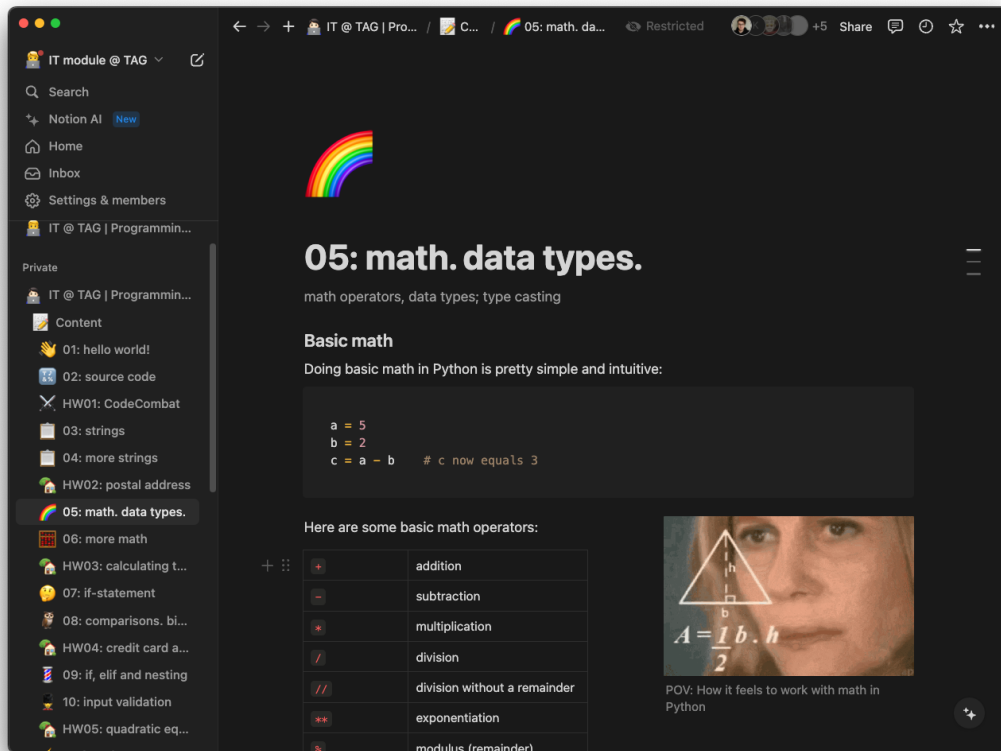 IT @ TAG | Pro... / C... / 05: math. da...
Restricted
+5
Share
IT module @ TAG
Search
Notion AI New
Home
Inbox
Settings & members
IT @ TAG | Programmin...
Private
IT @ TAG | Programmin...
Content
01: hello world!
02: source code
HW01: CodeCombat
03: strings
04: more strings
HW02: postal address
05: math. data types.
06: more math
HW03: calculating t...
07: if-statement
08: comparisons. bi...
HW04: credit card a...
09: if, elif and nesting
10: input validation
HW05: quadratic eq...
05: math. data types.
math operators, data types; type casting
Basic math
Doing basic math in Python is pretty simple and intuitive:
a = 5
b = 2
c = a - b # c now equals 3
Here are some basic math operators:
+ addition
- subtraction
* multiplication
/ division
// division without a remainder
** exponentiation
% modulus (remainder)
h
b
A = 1/2 b . h
POV: How it feels to work with math in
Python